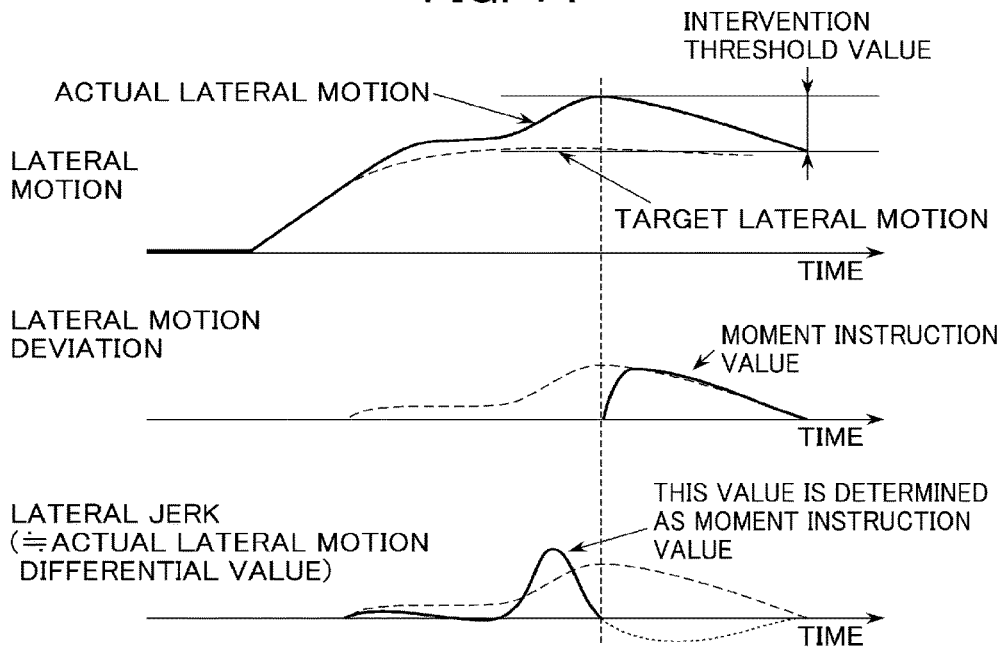 INTERVENTION
THRESHOLD VALUE
ACTUAL LATERAL MOTION
LATERAL
MOTION
TARGET LATERAL MOTION
TIME
LATERAL MOTION
DEVIATION
MOMENT INSTRUCTION
VALUE
TIME
LATERAL JERK
(≒ACTUAL LATERAL MOTION
DIFFERENTIAL VALUE)
THIS VALUE IS DETERMINED
AS MOMENT INSTRUCTION
VALUE
TIME